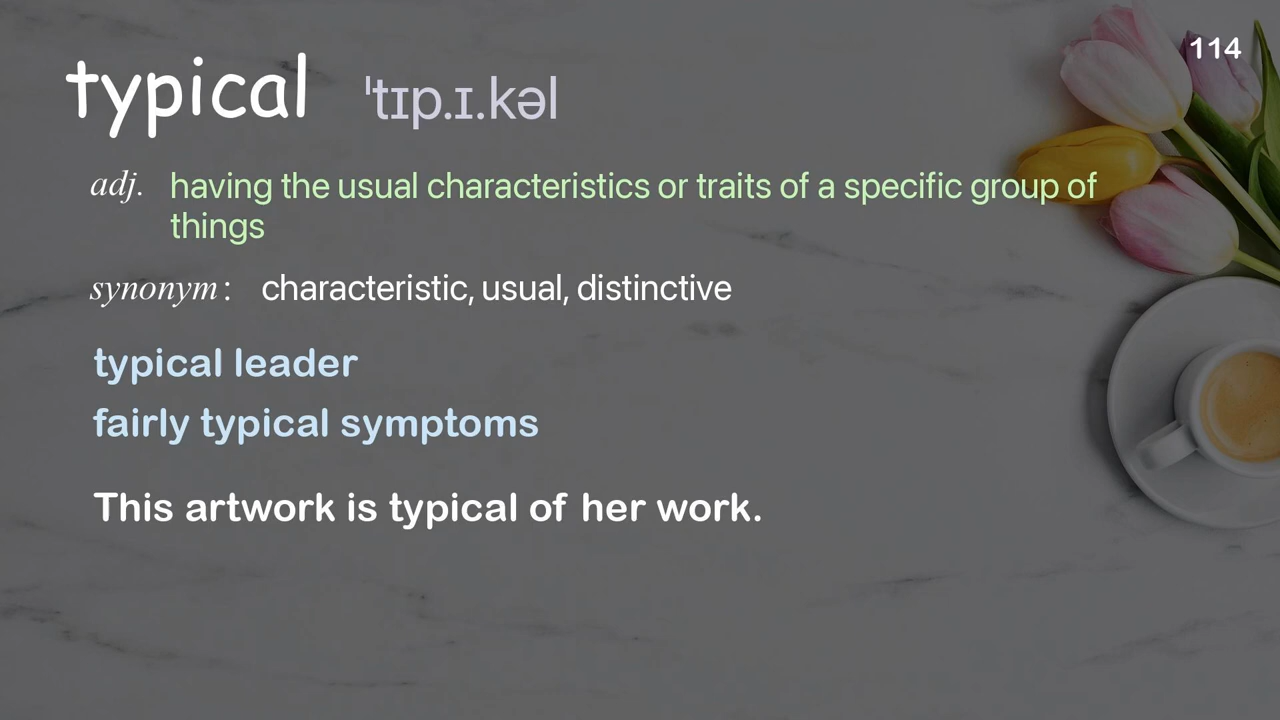 114
typical ˈtɪp.ɪ.kəl
adj. having the usual characteristics or traits of a specific group of
things
synonym: characteristic, usual, distinctive
typical leader
fairly typical symptoms
This artwork is typical of her work.